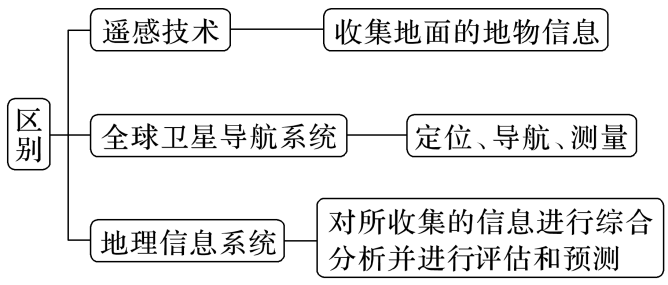 区别
遥感技术
收集地面的地物信息
全球卫星导航系统
定位、导航、测量
地理信息系统
对所收集的信息进行综合
分析并进行评估和预测